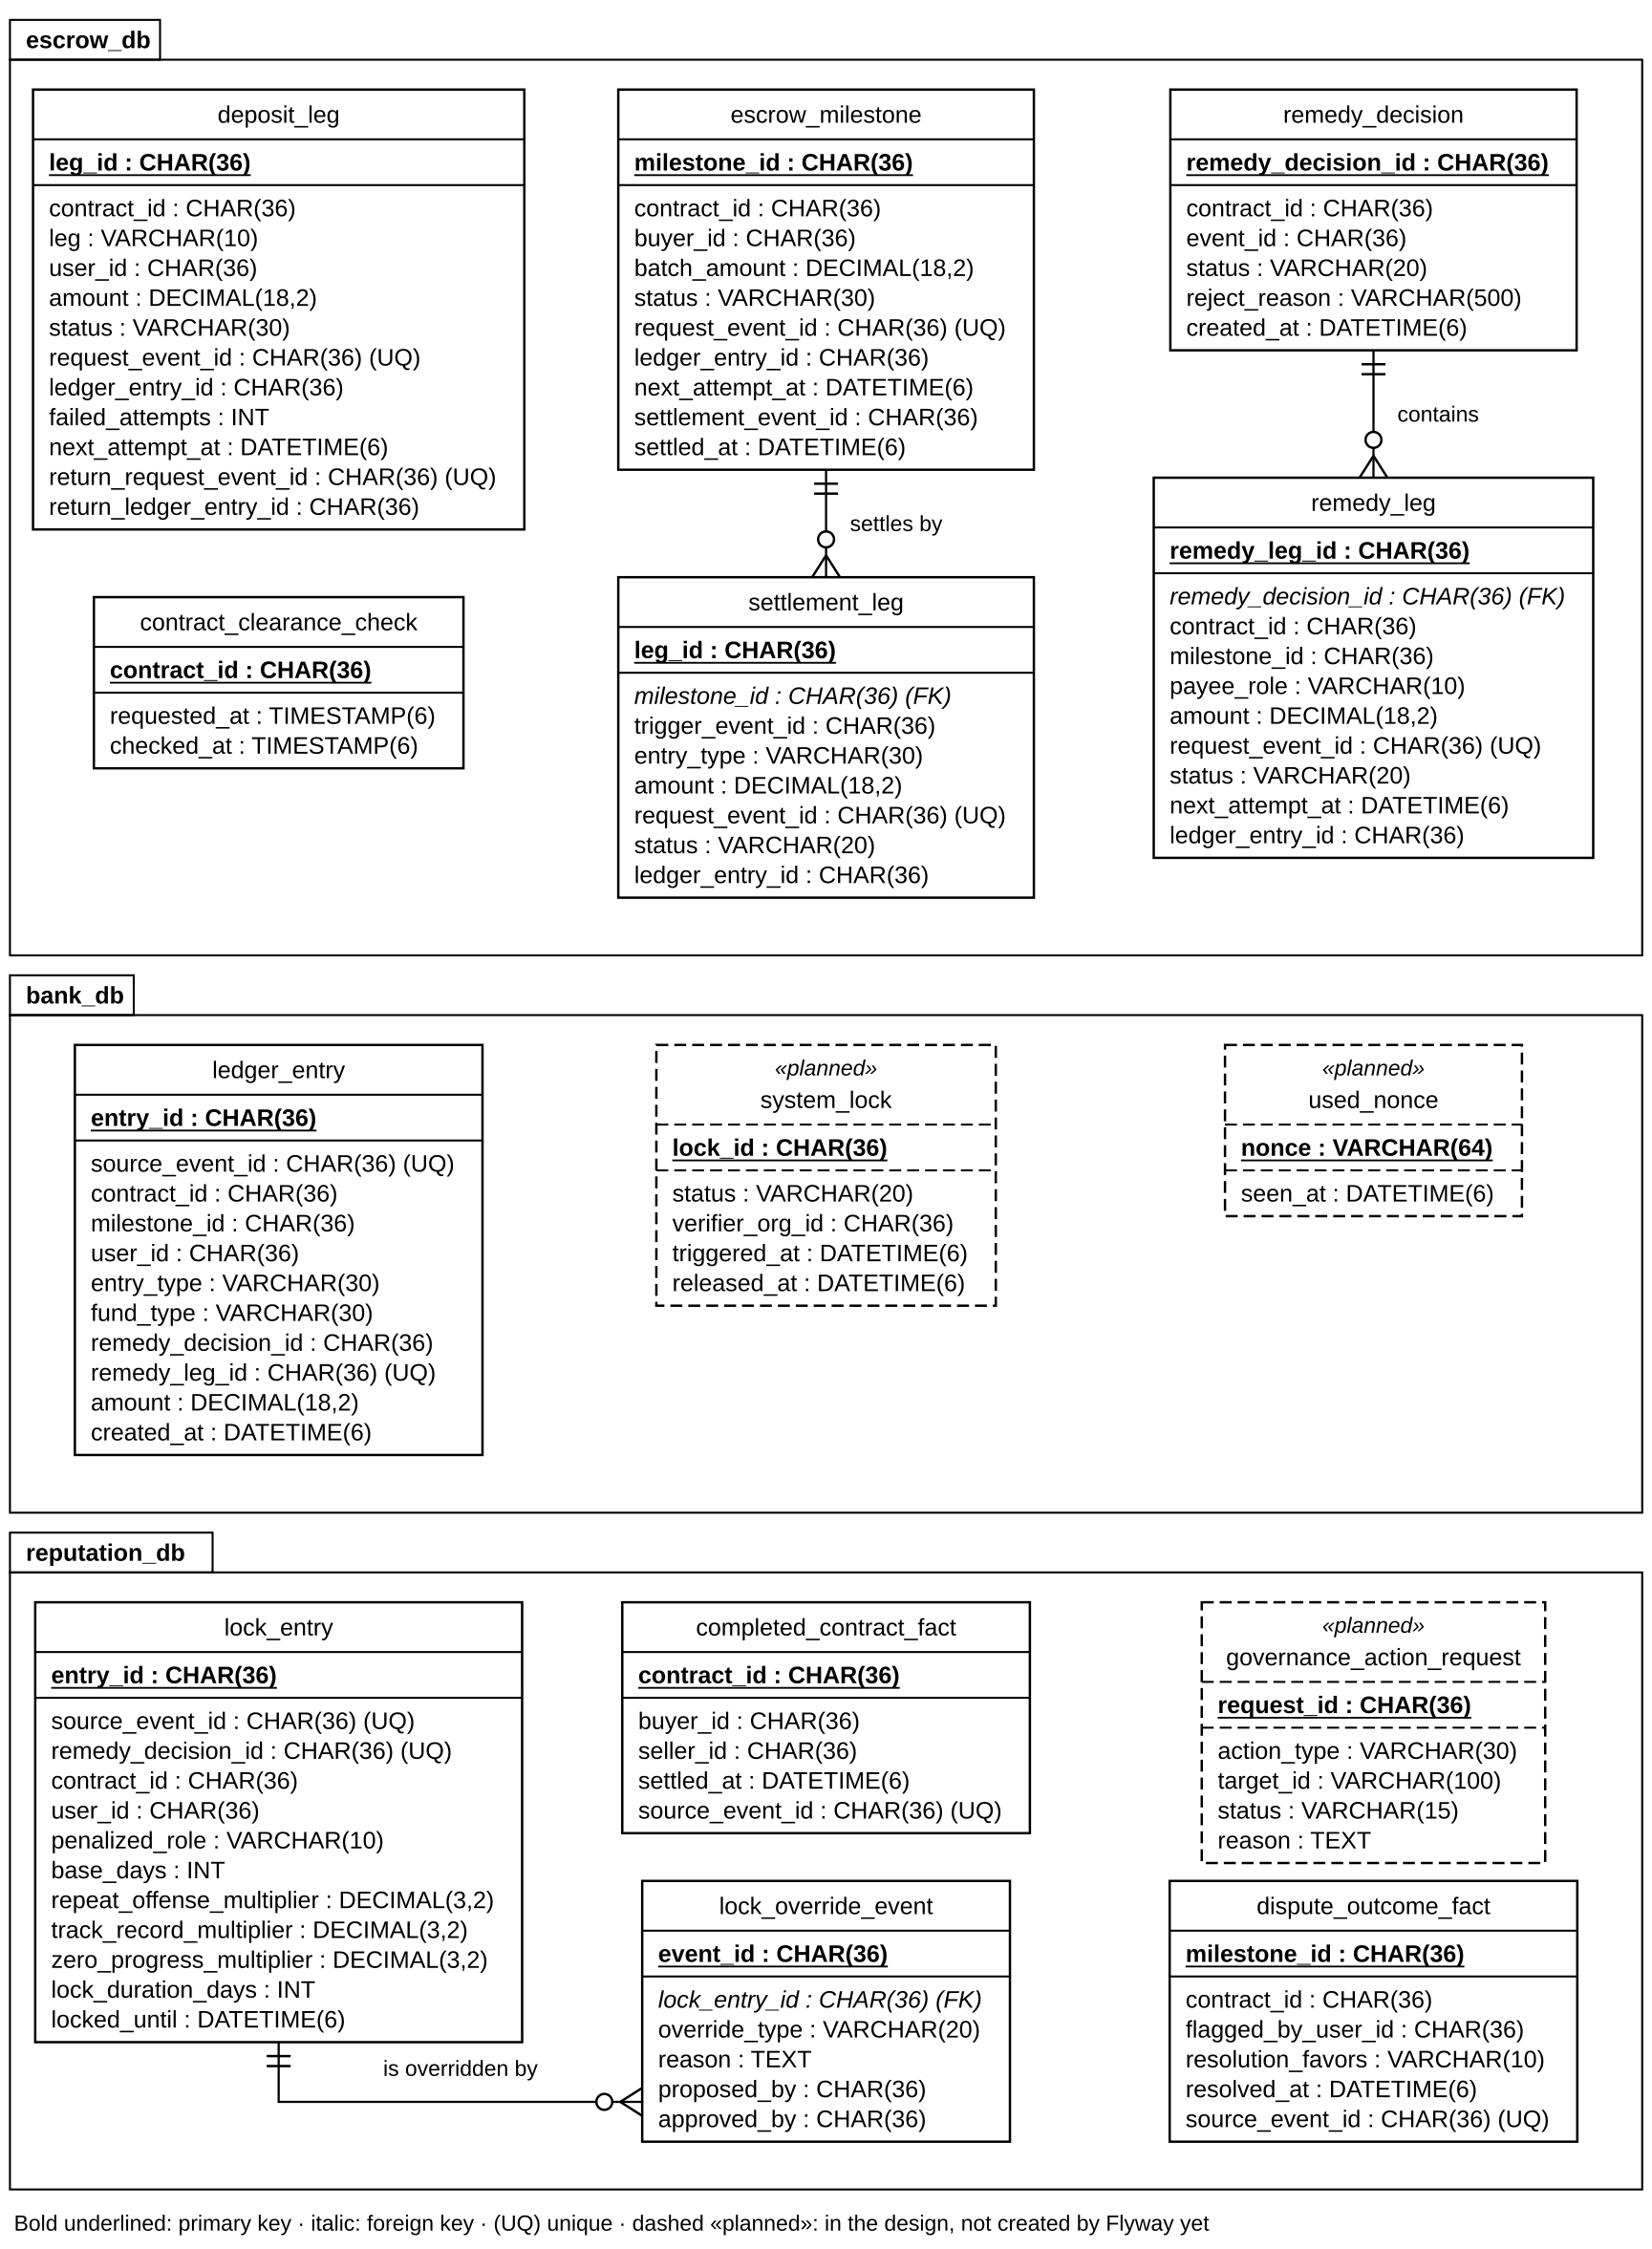 escrow_db
deposit_leg
leg_id : CHAR(36)
contract_id : CHAR(36)
leg : VARCHAR(10)
user_id : CHAR(36)
amount : DECIMAL(18,2)
status : VARCHAR(30)
request_event_id : CHAR(36) (UQ)
ledger_entry_id : CHAR(36)
failed_attempts : INT
next_attempt_at : DATETIME(6)
return_request_event_id : CHAR(36) (UQ)
return_ledger_entry_id : CHAR(36)
contract_clearance_check
contract_id : CHAR(36)
requested_at : TIMESTAMP(6)
checked_at : TIMESTAMP(6)
escrow_milestone
milestone_id : CHAR(36)
contract_id : CHAR(36)
buyer_id : CHAR(36)
batch_amount : DECIMAL(18,2)
status : VARCHAR(30)
request_event_id : CHAR(36) (UQ)
ledger_entry_id : CHAR(36)
next_attempt_at : DATETIME(6)
settlement_event_id : CHAR(36)
settled_at : DATETIME(6)
settles by
settlement_leg
leg_id : CHAR(36)
milestone_id : CHAR(36) (FK)
trigger_event_id : CHAR(36)
entry_type : VARCHAR(30)
amount : DECIMAL(18,2)
request_event_id : CHAR(36) (UQ)
status : VARCHAR(20)
ledger_entry_id : CHAR(36)
remedy_decision
remedy_decision_id : CHAR(36)
contract_id : CHAR(36)
event_id : CHAR(36)
status : VARCHAR(20)
reject_reason : VARCHAR(500)
created_at : DATETIME(6)
contains
remedy_leg
remedy_leg_id : CHAR(36)
remedy_decision_id : CHAR(36) (FK)
contract_id : CHAR(36)
milestone_id : CHAR(36)
payee_role : VARCHAR(10)
amount : DECIMAL(18,2)
request_event_id : CHAR(36) (UQ)
status : VARCHAR(20)
next_attempt_at : DATETIME(6)
ledger_entry_id : CHAR(36)
bank_db
ledger_entry
entry_id : CHAR(36)
source_event_id : CHAR(36) (UQ)
contract_id : CHAR(36)
milestone_id : CHAR(36)
user_id : CHAR(36)
entry_type : VARCHAR(30)
fund_type : VARCHAR(30)
remedy_decision_id : CHAR(36)
remedy_leg_id : CHAR(36) (UQ)
amount : DECIMAL(18,2)
created_at : DATETIME(6)
«planned»
system_lock
lock_id : CHAR(36)
status : VARCHAR(20)
verifier_org_id : CHAR(36)
triggered_at : DATETIME(6)
released_at : DATETIME(6)
«planned»
used_nonce
nonce : VARCHAR(64)
seen_at : DATETIME(6)
reputation_db
lock_entry
entry_id : CHAR(36)
source_event_id : CHAR(36) (UQ)
remedy_decision_id : CHAR(36) (UQ)
contract_id : CHAR(36)
user_id : CHAR(36)
penalized_role : VARCHAR(10)
base_days : INT
repeat_offense_multiplier : DECIMAL(3,2)
track_record_multiplier : DECIMAL(3,2)
zero_progress_multiplier : DECIMAL(3,2)
lock_duration_days : INT
locked_until : DATETIME(6)
is overridden by
completed_contract_fact
contract_id : CHAR(36)
buyer_id : CHAR(36)
seller_id : CHAR(36)
settled_at : DATETIME(6)
source_event_id : CHAR(36) (UQ)
lock_override_event
event_id : CHAR(36)
lock_entry_id : CHAR(36) (FK)
override_type : VARCHAR(20)
reason : TEXT
proposed_by : CHAR(36)
approved_by : CHAR(36)
«planned»
governance_action_request
request_id : CHAR(36)
action_type : VARCHAR(30)
target_id : VARCHAR(100)
status : VARCHAR(15)
reason : TEXT
dispute_outcome_fact
milestone_id : CHAR(36)
contract_id : CHAR(36)
flagged_by_user_id : CHAR(36)
resolution_favors : VARCHAR(10)
resolved_at : DATETIME(6)
source_event_id : CHAR(36) (UQ)
Bold underlined: primary key · italic: foreign key · (UQ) unique · dashed «planned»: in the design, not created by Flyway yet